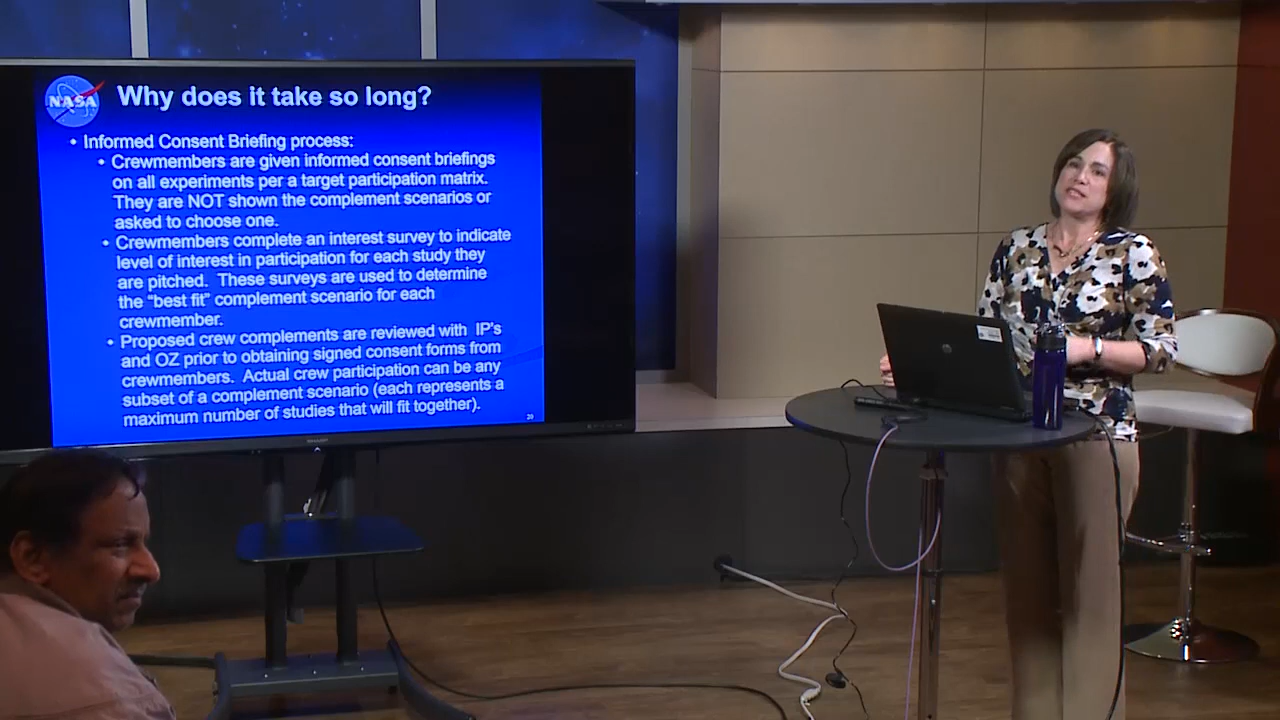 NASA
Why does it take so long?
• Informed Consent Briefing process:
• Crewmembers are given informed consent briefings
on all experiments per a target participation matrix.
They are NOT shown the complement scenarios or
asked to choose one.
• Crewmembers complete an interest survey to indicate
level of interest in participation for each study they
are pitched. These surveys are used to determine
the "best fit" complement scenario for each
crewmember.
• Proposed crew complements are reviewed with IP's
and OZ prior to obtaining signed consent forms from
crewmembers. Actual crew participation can be any
subset of a complement scenario (each represents a
maximum number of studies that will fit together).
SHARP
hp